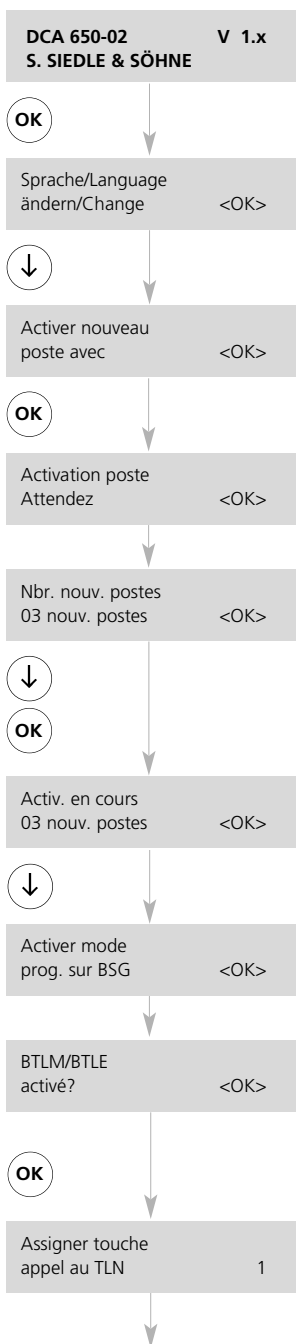 DCA 650-02 V 1.x
S. SIEDLE & SÖHNE
OK
Sprache/Language
ändern/Change <OK>
↓
Activer nouveau
poste avec <OK>
OK
Activation poste
Attendez <OK>
Nbr. nouv. postes
03 nouv. postes <OK>
↓
OK
Activ. en cours
03 nouv. postes <OK>
↓
Activer mode
prog. sur BSG <OK>
BTLM/BTLE
activé? <OK>
OK
Assigner touche
appel au TLN 1